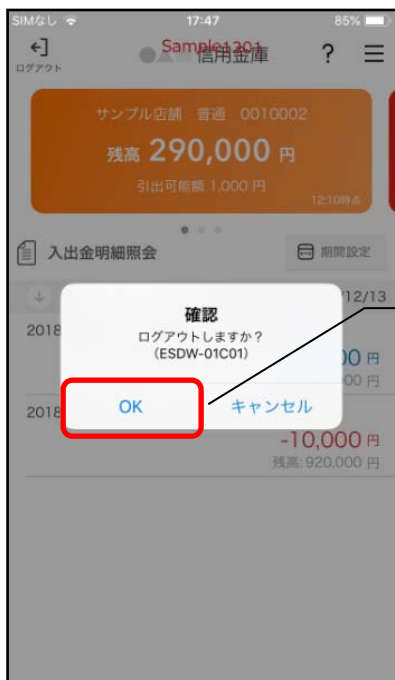 SIMなし 17:47 85%
Sample1201
●▲■信用金庫
?
ログアウト
サンプル店舗 普通 0010002
残高 290,000 円
引出可能額 1,000 円
12:10時点
入出金明細照会
期間設定
12/13
2018
確認
ログアウトしますか?
(ESDW-01C01)
00 円
00 円
OK キャンセル
2018
-10,000 円
残高: 920,000 円